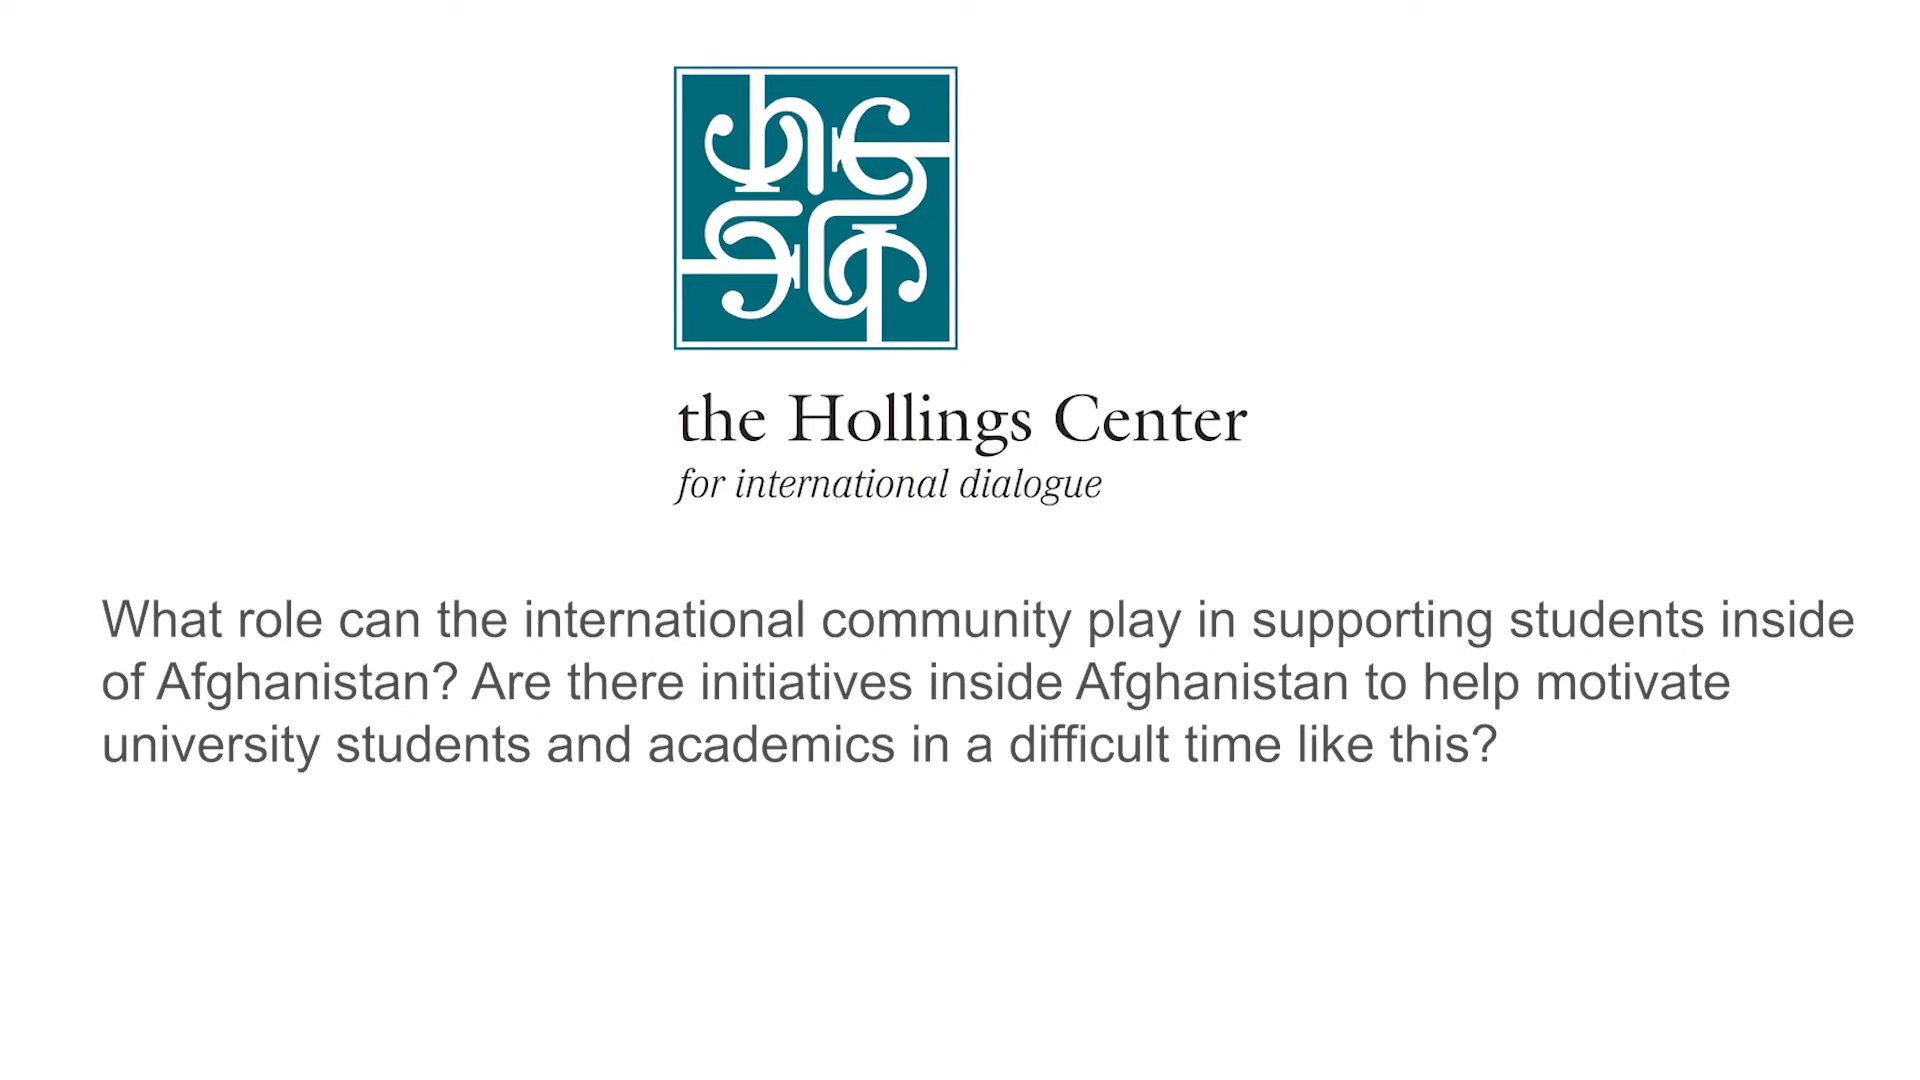 the Hollings Center
for international dialogue
What role can the international community play in supporting students inside
of Afghanistan? Are there initiatives inside Afghanistan to help motivate
university students and academics in a difficult time like this?